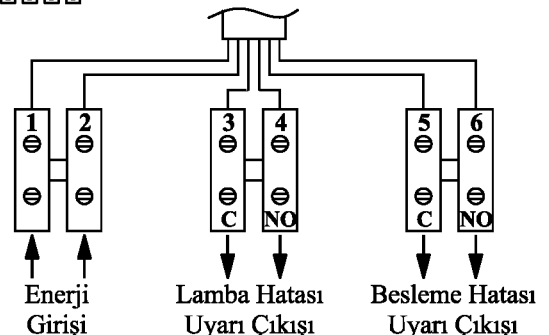 1 2 3 4 5 6
C NO C NO
Enerji Girişi
Lamba Hatası Uyarı Çıkışı
Besleme Hatası Uyarı Çıkışı